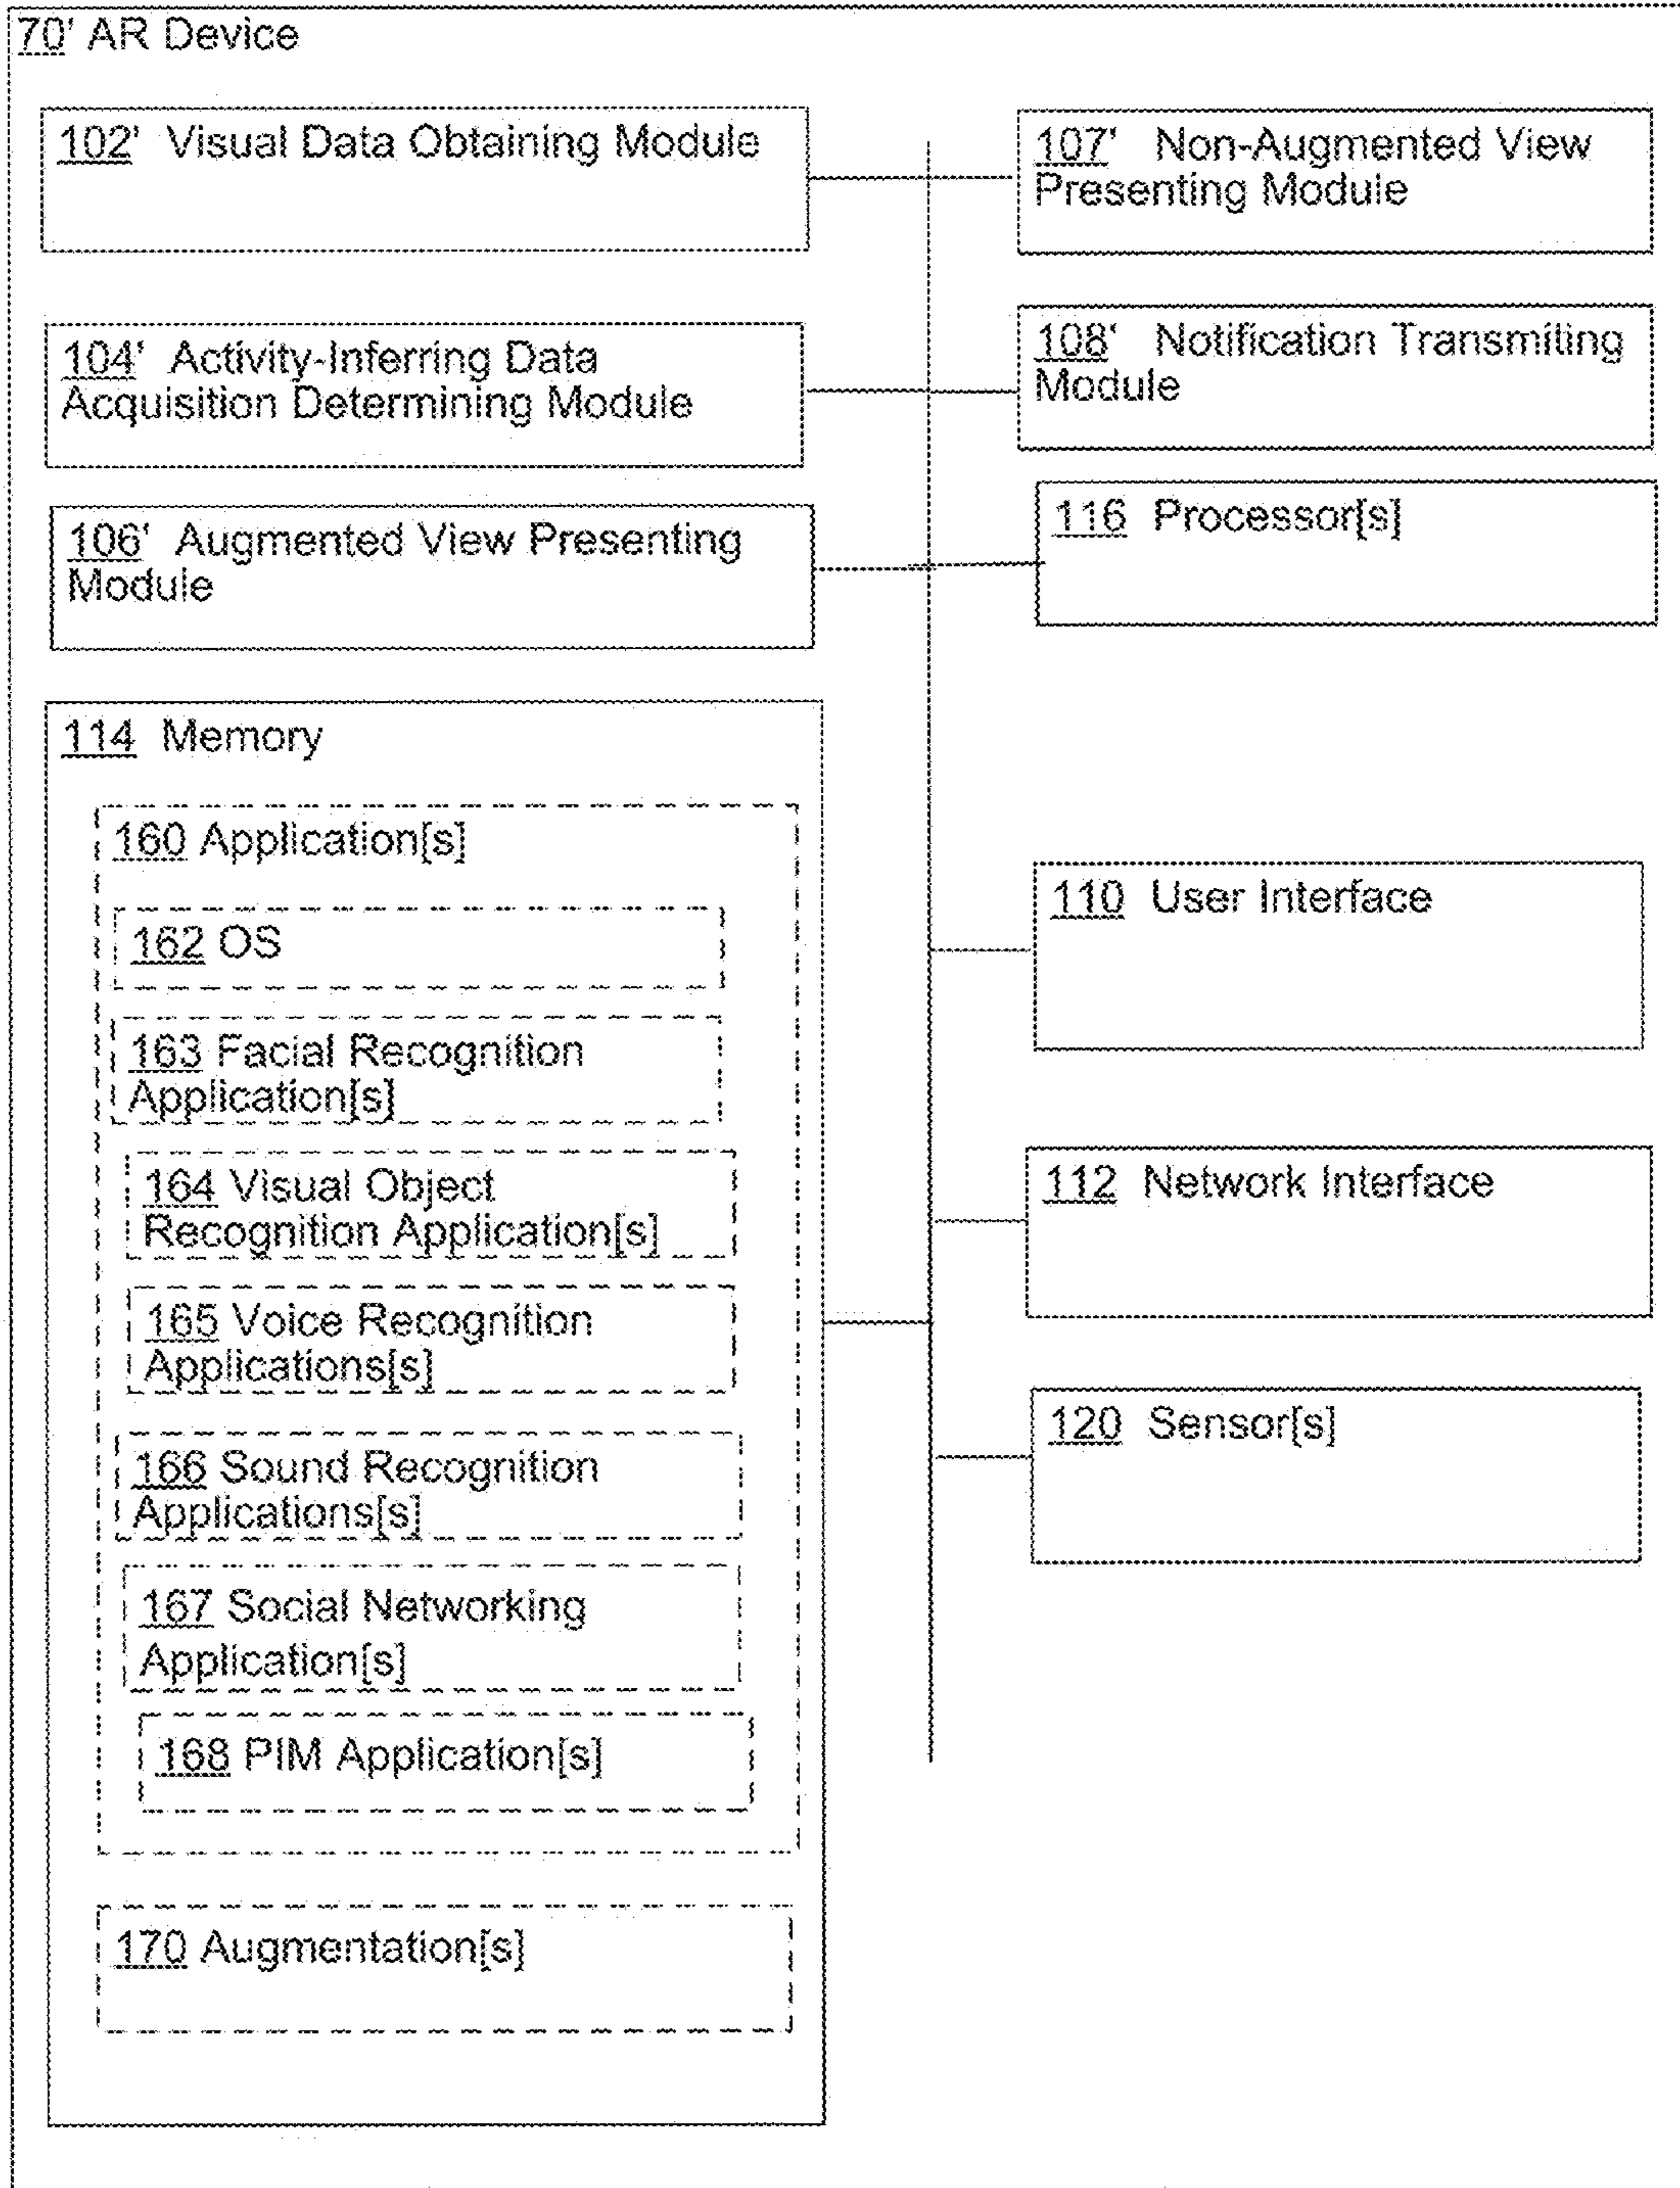 70' AR Device
102' Visual Data Obtaining Module
107' Non-Augmented View
Presenting Module
104' Activity-Inferring Data
Acquisition Determining Module
108' Notification Transmiting
Module
106' Augmented View Presenting
Module
116 Processor[s]
114 Memory
160 Application[s]
162 OS
163 Facial Recognition
Application[s]
164 Visual Object
Recognition Application[s]
165 Voice Recognition
Applications[s]
166 Sound Recognition
Applications[s]
167 Social Networking
Application[s]
168 PIM Application[s]
170 Augmentation[s]
110 User Interface
112 Network Interface
120 Sensor[s]